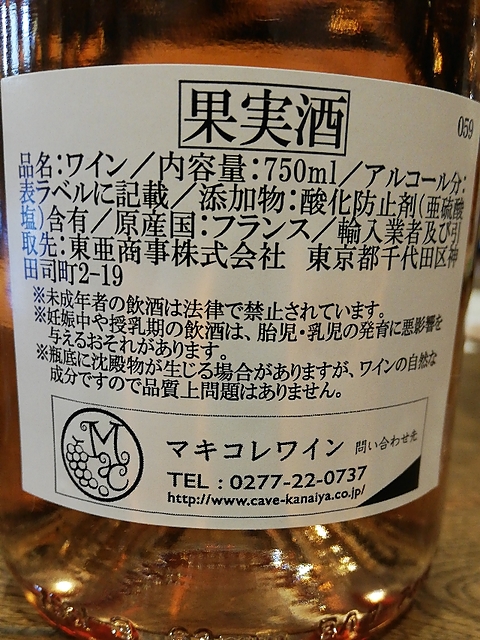 果実酒
059
品名:ワイン/内容量:750ml/アルコール分:
表ラベルに記載/添加物:酸化防止剤(亜硫酸
塩)含有/原産国:フランス/輸入業者及び引
取先:東亜商事株式会社 東京都千代田区神
田司町2-19
※未成年者の飲酒は法律で禁止されています。
※妊娠中や授乳期の飲酒は、胎児・乳児の発育に悪影響を
与えるおそれがあります。
※瓶底に沈殿物が生じる場合がありますが、ワインの自然な
成分ですので品質上問題はありません。
マキコレワイン 問い合わせ先
TEL:0277-22-0737
http://www.cave-kanaiya.co.jp/